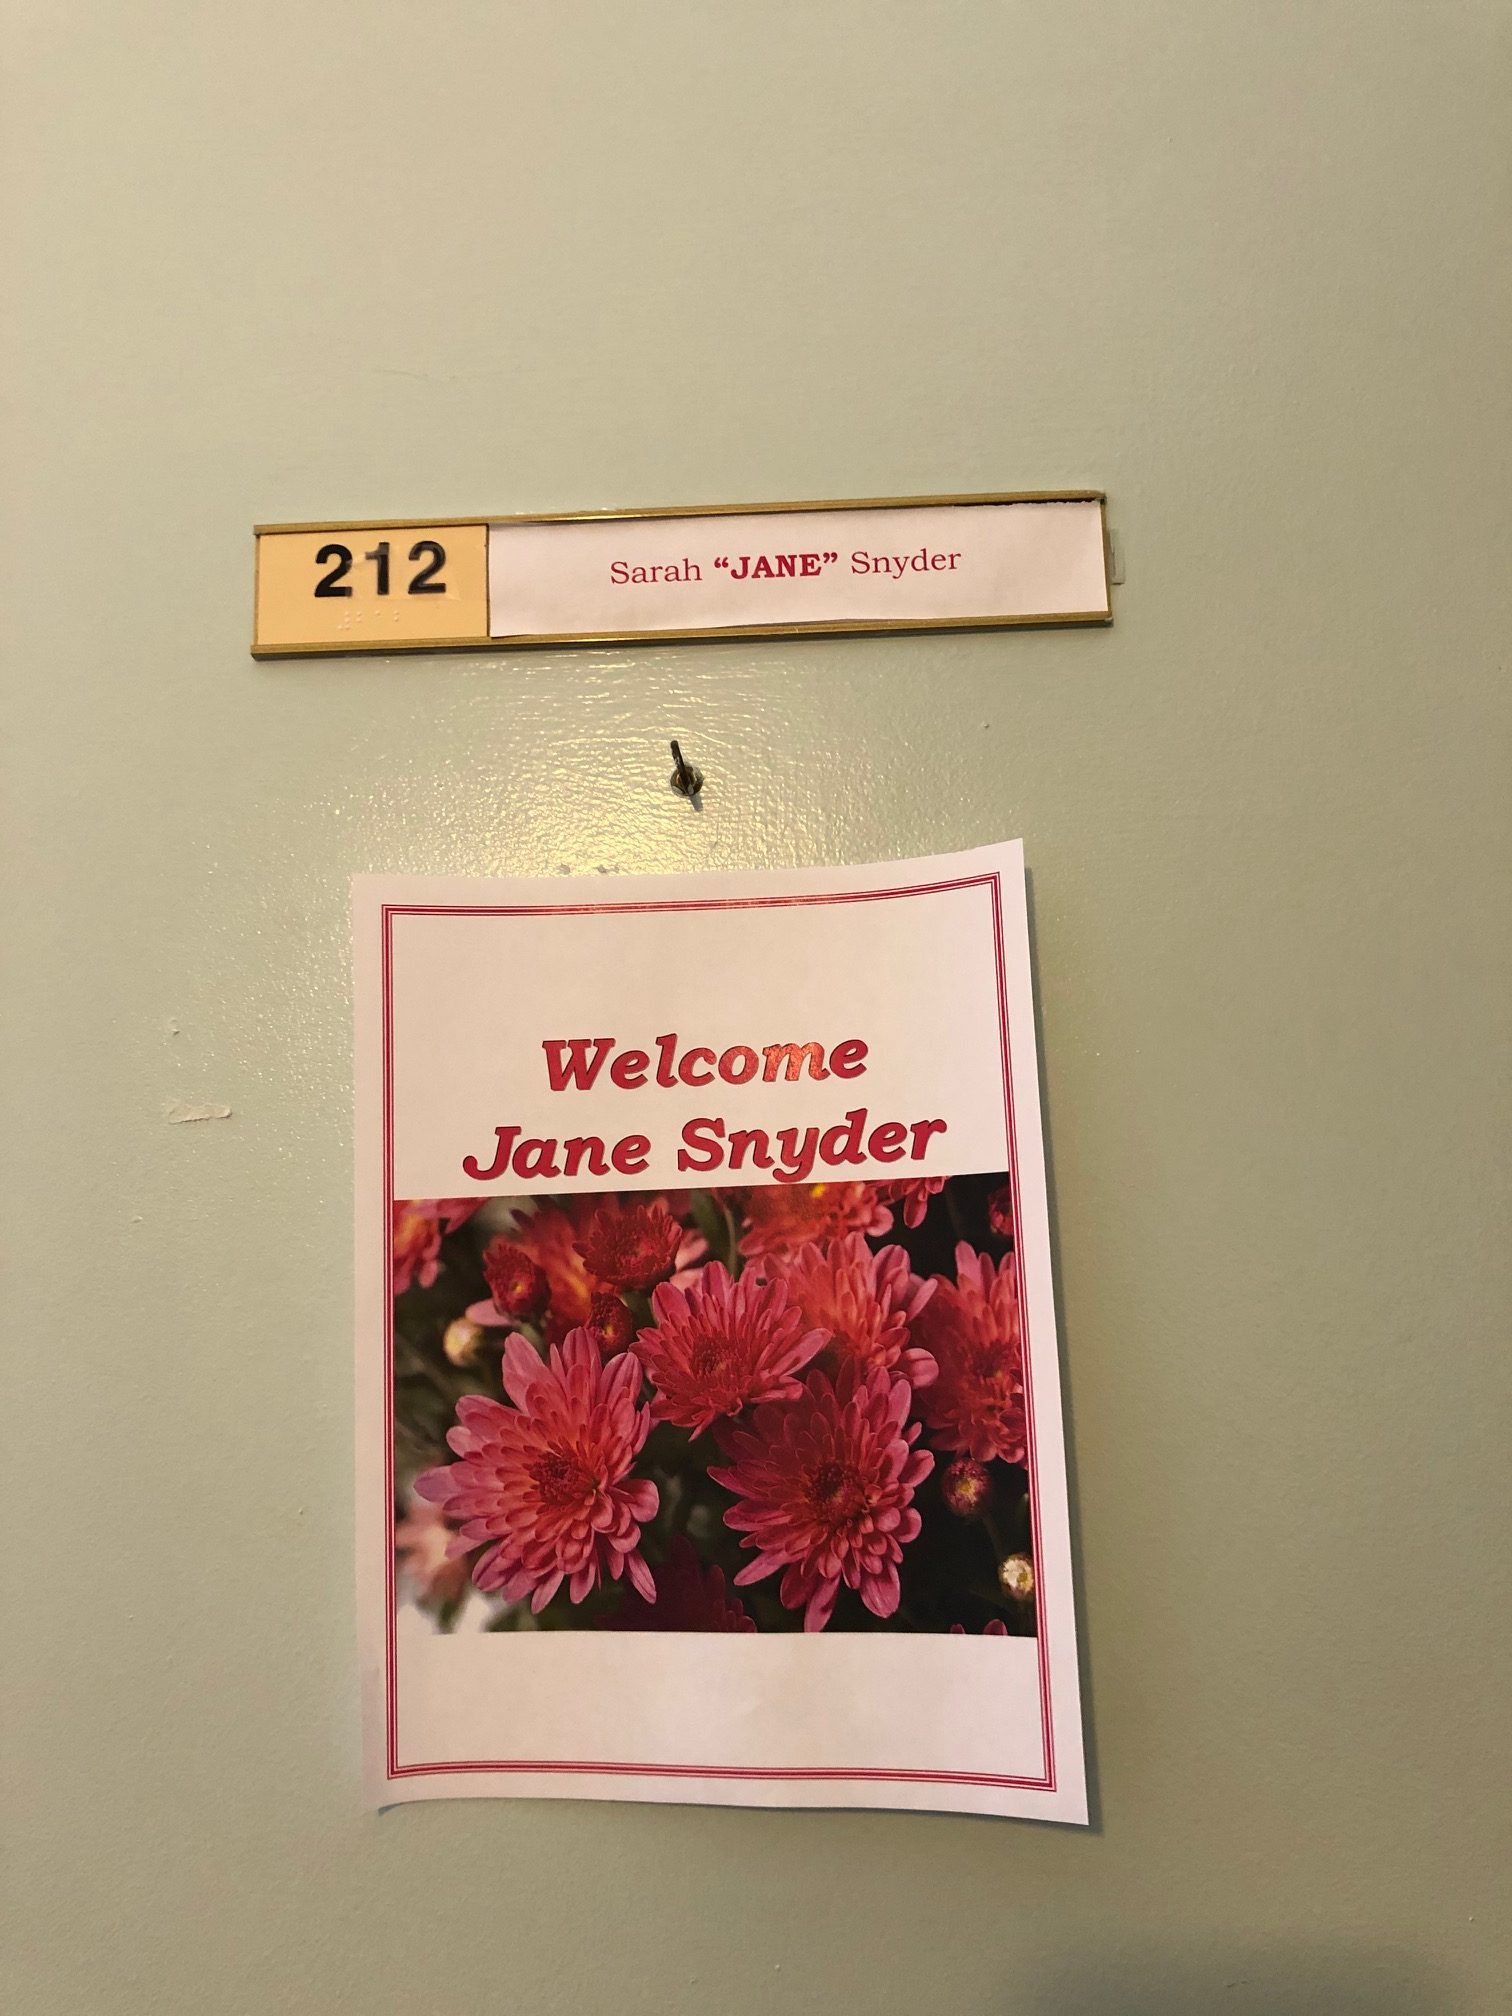 212
Sarah “JANE” Snyder
Welcome
Jane Snyder